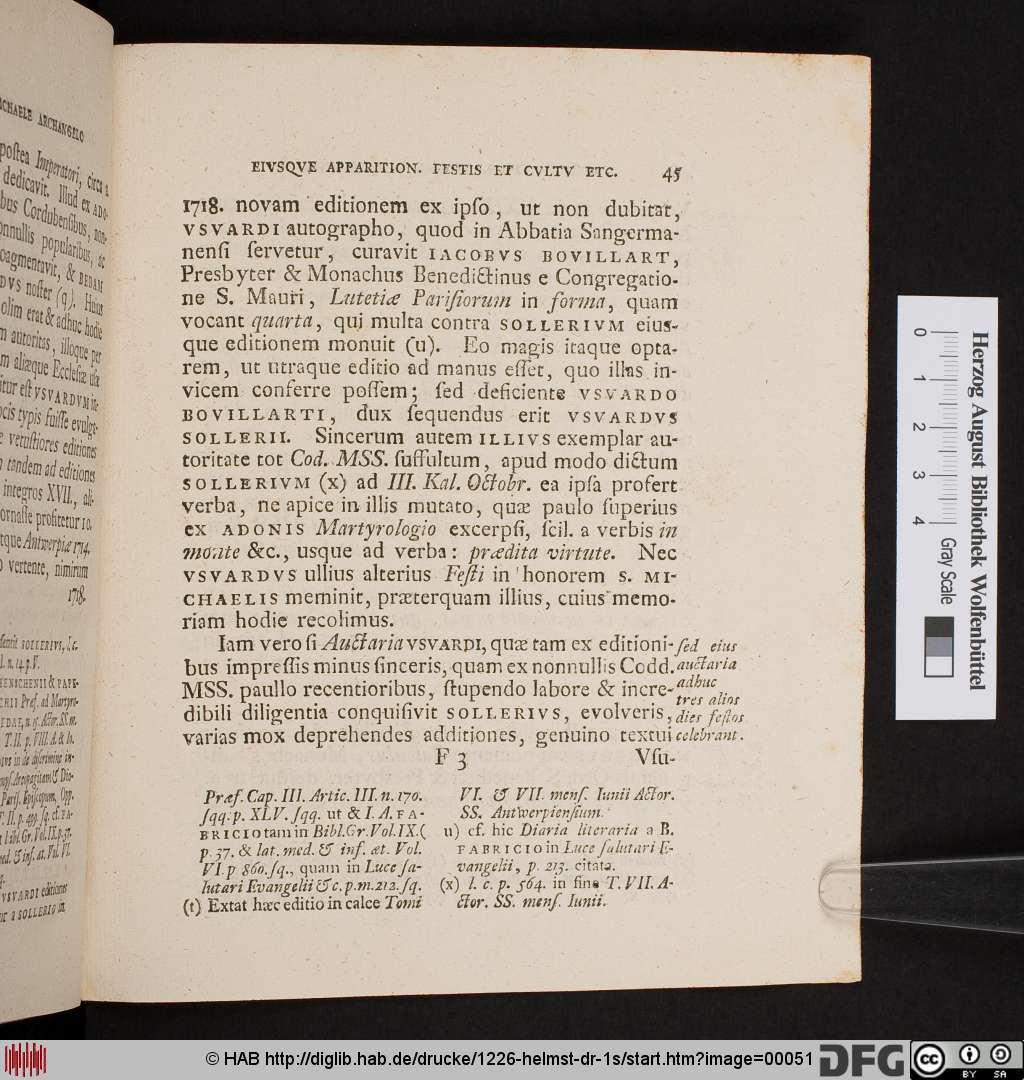 EIVSQVE APPARITION. FESTIS ET CVLTV ETC. 45
1718. novam editionem ex ipſo, ut non dubitat,
VSVARDI autographo, quod in Abbatia Sangerma-
nenſi ſervetur, curavit IACOBVS BOVILLART,
Presbyter & Monachus Benedictinus e Congregatio-
ne S. Mauri, Lutetiæ Pariſiorum in forma, quam
vocant quarta, qui multa contra SOLLERIVM eius-
que editionem monuit (u). Eo magis itaque opta-
rem, ut utraque editio ad manus eſſet, quo illas in-
vicem conferre poſſem; ſed deficiente VSVARDO
BOVILLARTI, dux ſequendus erit VSVARDVS
SOLLERII. Sincerum autem ILLIVS exemplar au-
toritate tot Cod. MSS. ſuffultum, apud modo dictum
SOLLERIVM (x) ad III. Kal. Octobr. ea ipſa profert
verba, ne apice in illis mutato, quæ paulo ſuperius
ex ADONIS Martyrologio excerpſi, ſcil. a verbis in
monte &c., usque ad verba: prædita virtute. Nec
VSVARDVS ullius alterius Feſti in honorem S. MI-
CHAELIS meminit, præterquam illius, cuius memo-
riam hodie recolimus.
Iam vero ſi Auctaria VSVARDI, quæ tam ex editioni-
bus impreſſis minus ſinceris, quam ex nonnullis Codd.
MSS. paullo recentioribus, ſtupendo labore & incre-
dibili diligentia conquiſivit SOLLERIVS, evolveris,
varias mox deprehendes additiones, genuino textui
ſed eius
auctaria
adhuc
tres alios
dies feſtos
celebrant.
F 3 Vſu-
Præf. Cap. III. Artic. III. n. 170.
ſqq. p. XLV. ſqq. ut & I. A. FA-
BRICIO tam in Bibl. Gr. Vol. IX.
p. 37. & lat. med. & inf. æt. Vol.
VI. p 860. ſq., quam in Luce ſa-
lutari Evangelii &c. p. m. 212. ſq.
(t) Extat hæc editio in calce Tomi
VI. & VII. menſ. Iunii Actor.
SS. Antwerpienſium.
(u) cf. hic Diaria literaria a B.
FABRICIO in Luce ſalutari E-
vangelii, p. 213. citata.
(x) l. c. p. 564. in fine T. VII. A-
ctor. SS. menſ. Iunii.
Herzog August Bibliothek Wolfenbüttel
0 1 2 3 4
Gray Scale
© HAB http://diglib.hab.de/drucke/1226-helmst-dr-1s/start.htm?image=00051
DFG
cc
BY SA